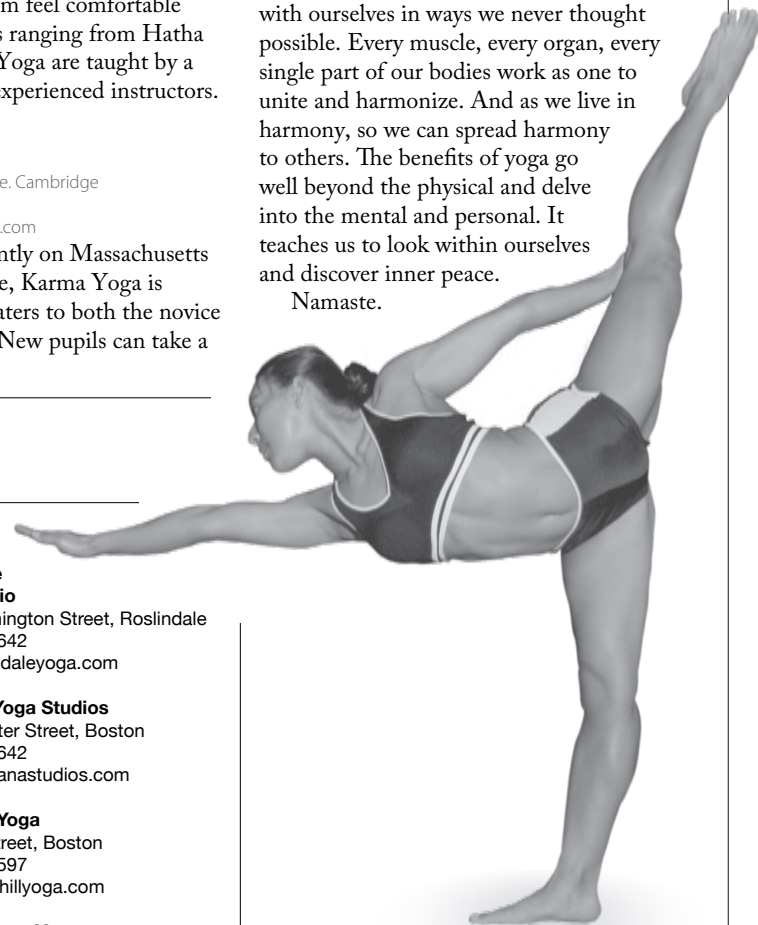 m feel comfortable
s ranging from Hatha
Yoga are taught by a
experienced instructors.
e. Cambridge
.com
ntly on Massachusetts
e, Karma Yoga is
aters to both the novice
New pupils can take a
e
io
ington Street, Roslindale
642
daleyoga.com
Yoga Studios
ter Street, Boston
642
anastudios.com
Yoga
treet, Boston
597
hillyoga.com
with ourselves in ways we never thought
possible. Every muscle, every organ, every
single part of our bodies work as one to
unite and harmonize. And as we live in
harmony, so we can spread harmony
to others. The benefits of yoga go
well beyond the physical and delve
into the mental and personal. It
teaches us to look within ourselves
and discover inner peace.
Namaste.